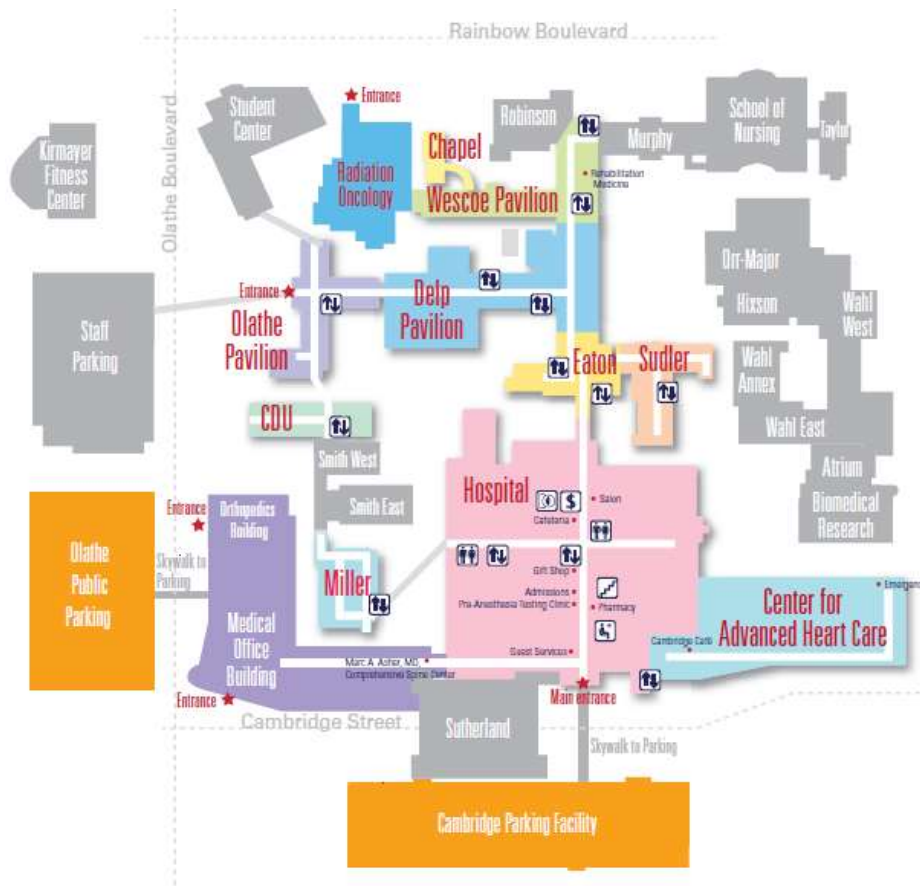 Rainbow Boulevard
Olathe Boulevard
Kirmayer
Fitness
Center
Student
Center
Entrance
Radiation
Oncology
Chapel
Wescoe Pavilion
Robinson
Murphy
School of
Nursing
Taylor
Rehabilitation
Medicine
Staff
Parking
Entrance
Olathe
Pavilion
Delp
Pavilion
Eaton
Sudler
Orr-Major
Hixson
Wahl
West
Wahl
Annex
Wahl East
Atrium
Biomedical
Research
CDU
Smith West
Smith East
Hospital
$
Salon
Cafeteria
Gift Shop
Admissions
Pre-Anesthesia Testing Clinic
Pharmacy
Guest Services
Main entrance
Olathe
Public
Parking
Entrance
Skywalk to
Parking
Orthopedics
Building
Medical
Office
Building
Miller
Marc A. Asher, MD,
Comprehensive Spine Center
Entrance
Cambridge Street
Center for
Advanced Heart Care
Emergenc
Cambridge Café
Sutherland
Skywalk to Parking
Cambridge Parking Facility